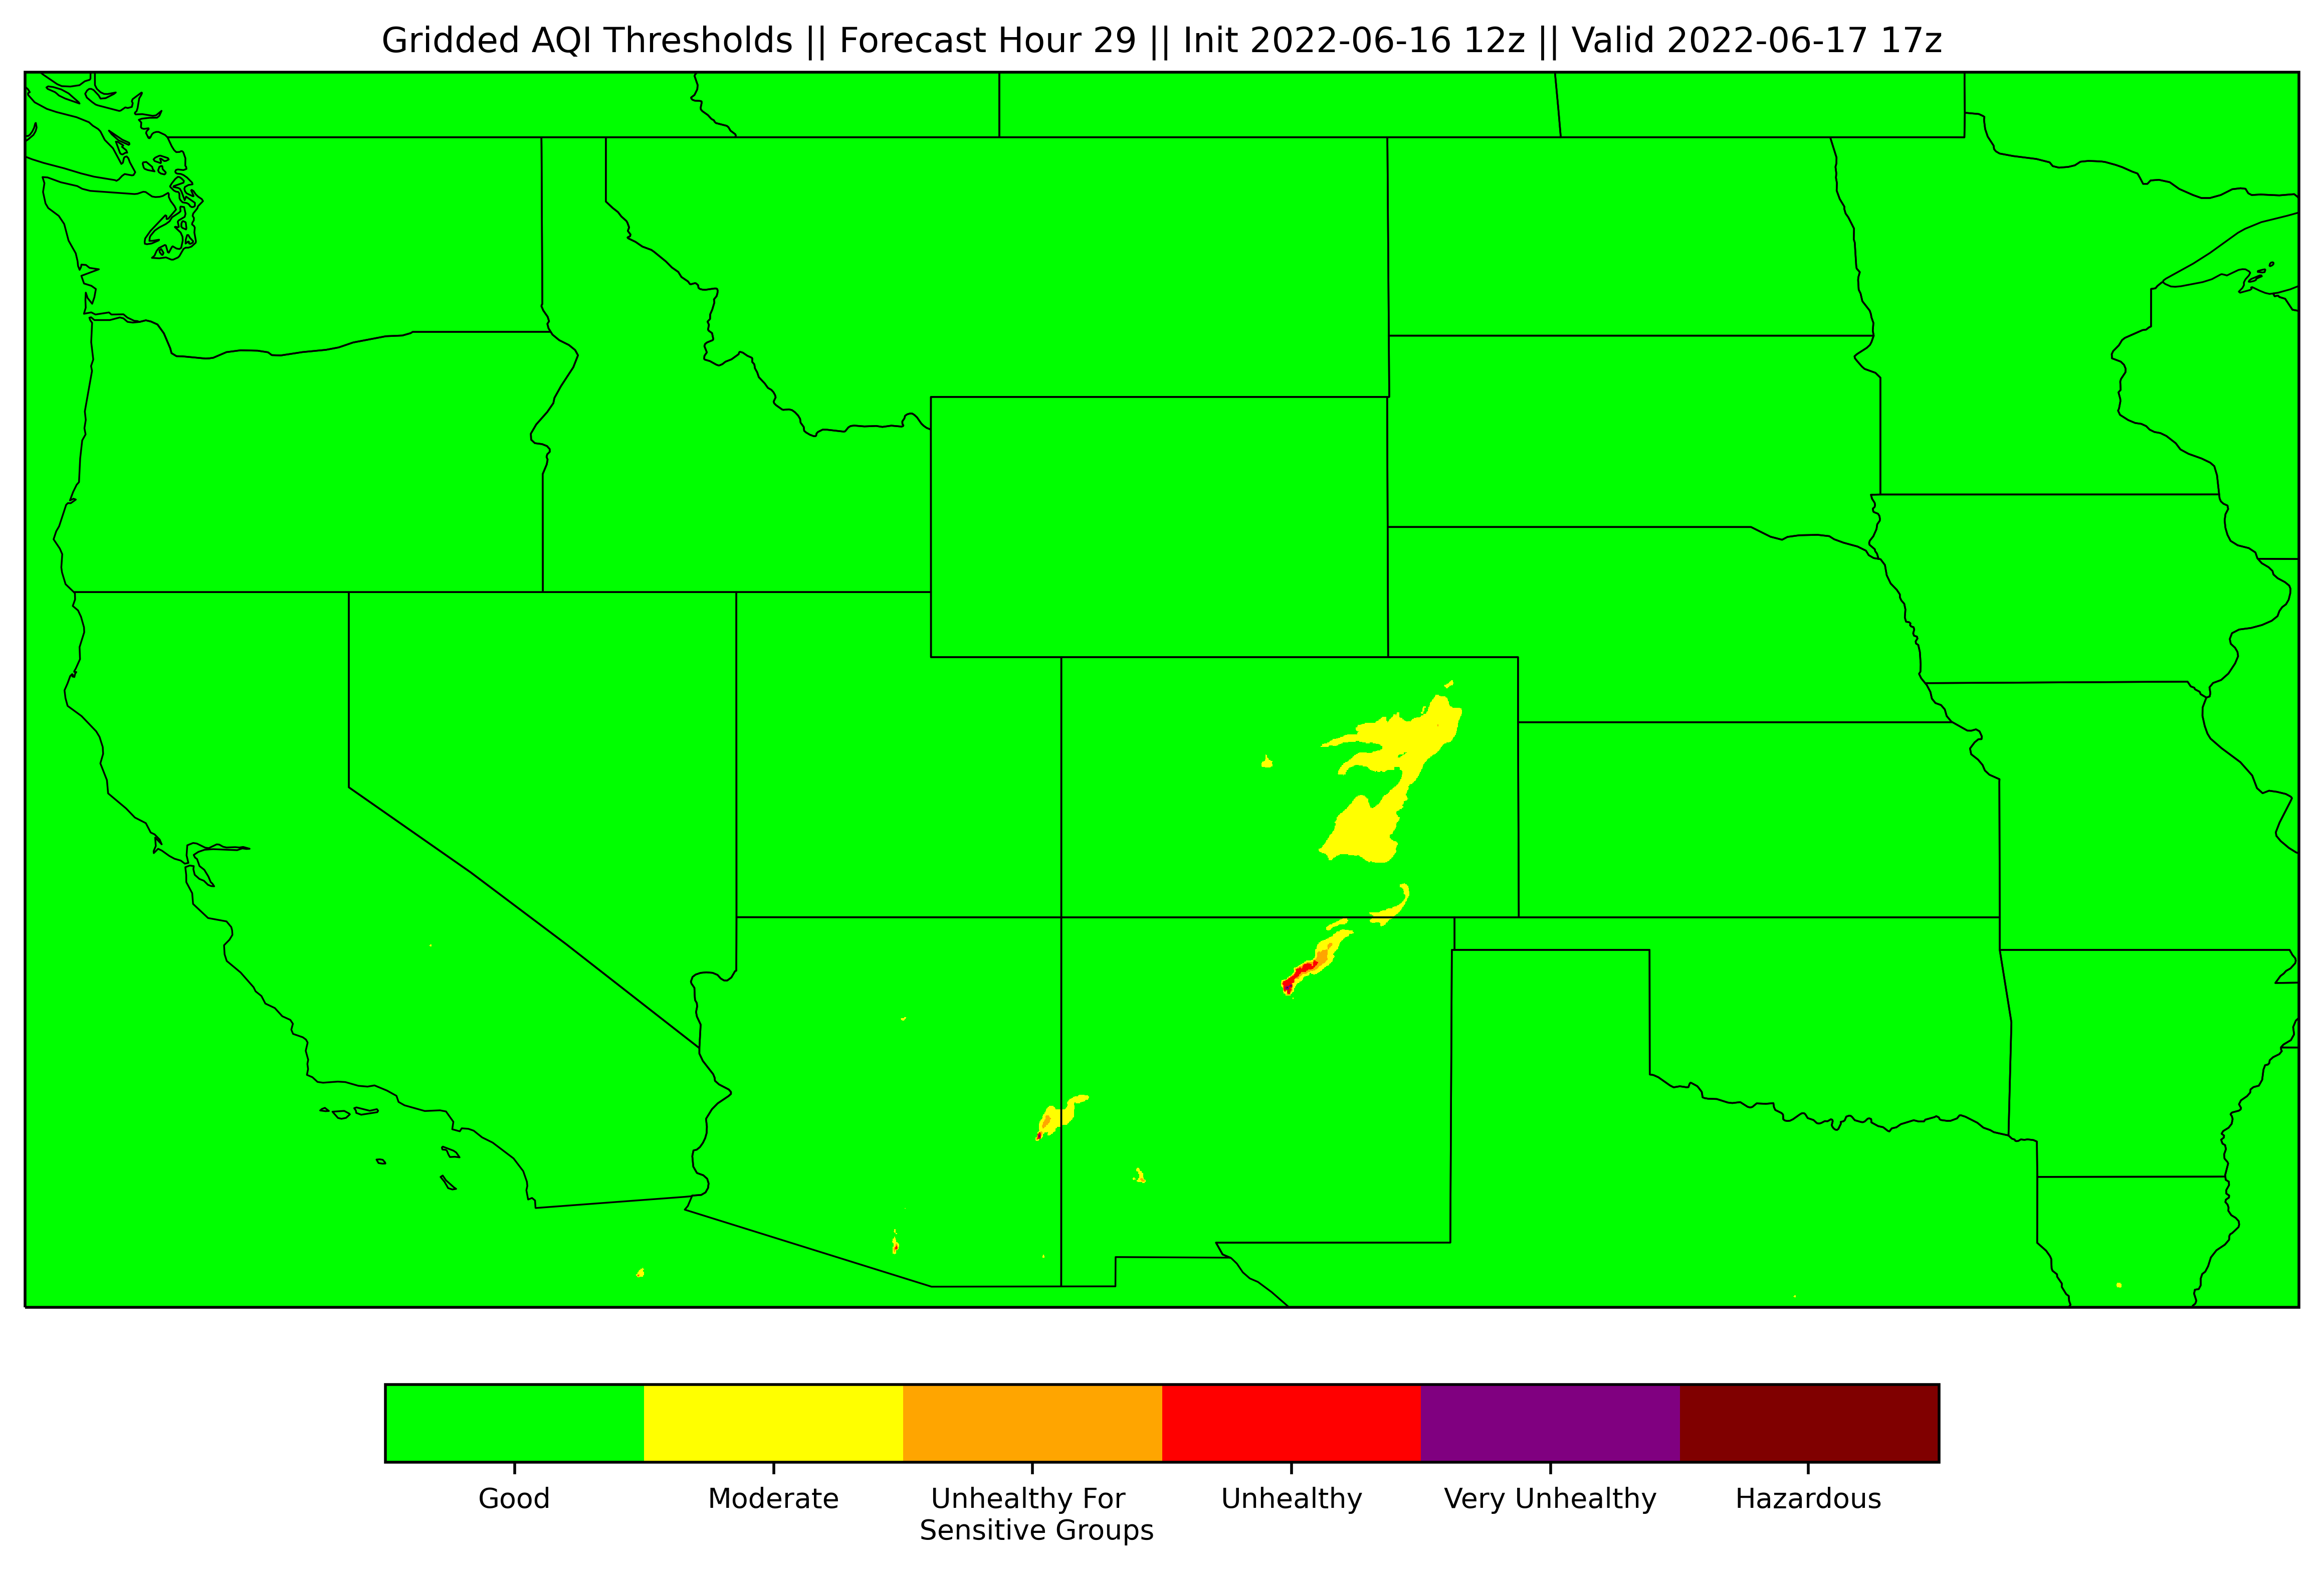 Gridded AQI Thresholds || Forecast Hour 29 || Init 2022-06-16 12z || Valid 2022-06-17 17z
Good
Moderate
Unhealthy For
Sensitive Groups
Unhealthy
Very Unhealthy
Hazardous